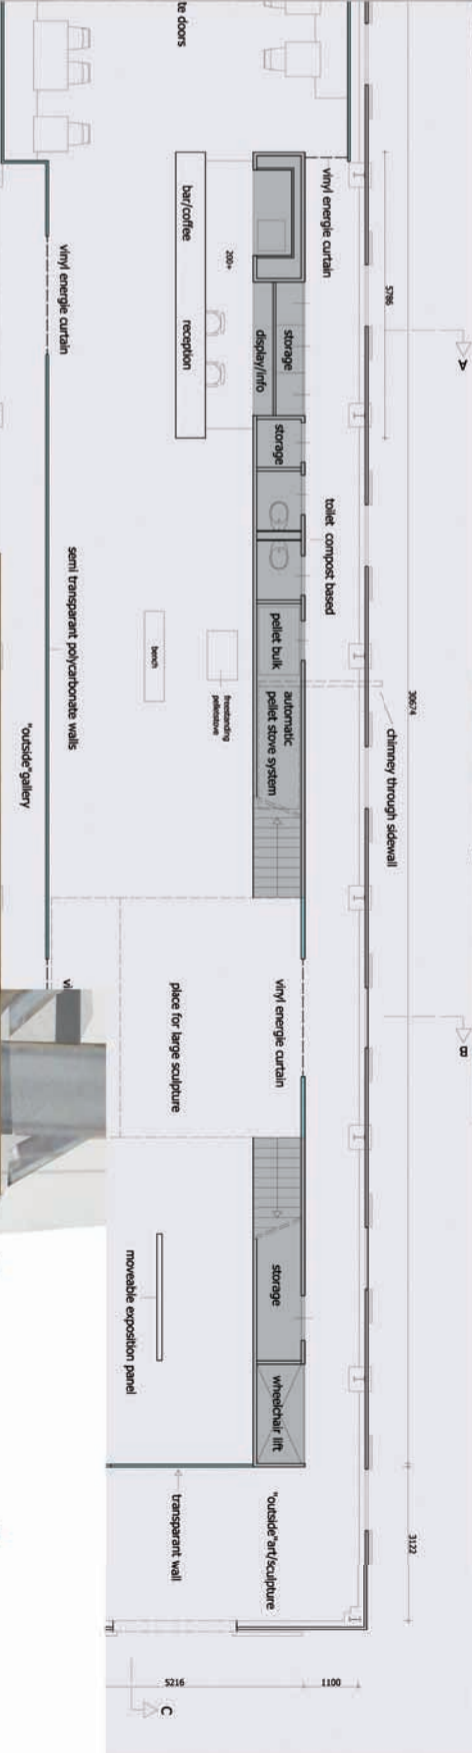 A
B
30674
3122
5786
chimney through sidewall
vinyl energie curtain
toilet compost based
storage
display/info
storage
pellet bulk
automatic
pellet stove system
vinyl energie curtain
storage
wheelchair lift
"outside"art/sculpture
1100
5216
C
200+
freestanding
pelletstove
bench
bar/coffee
reception
te doors
place for large sculpture
transparant wall
moveable exposition panel
vinyl energie curtain
semi transparant polycarbonate walls
vi
"outside"gallery